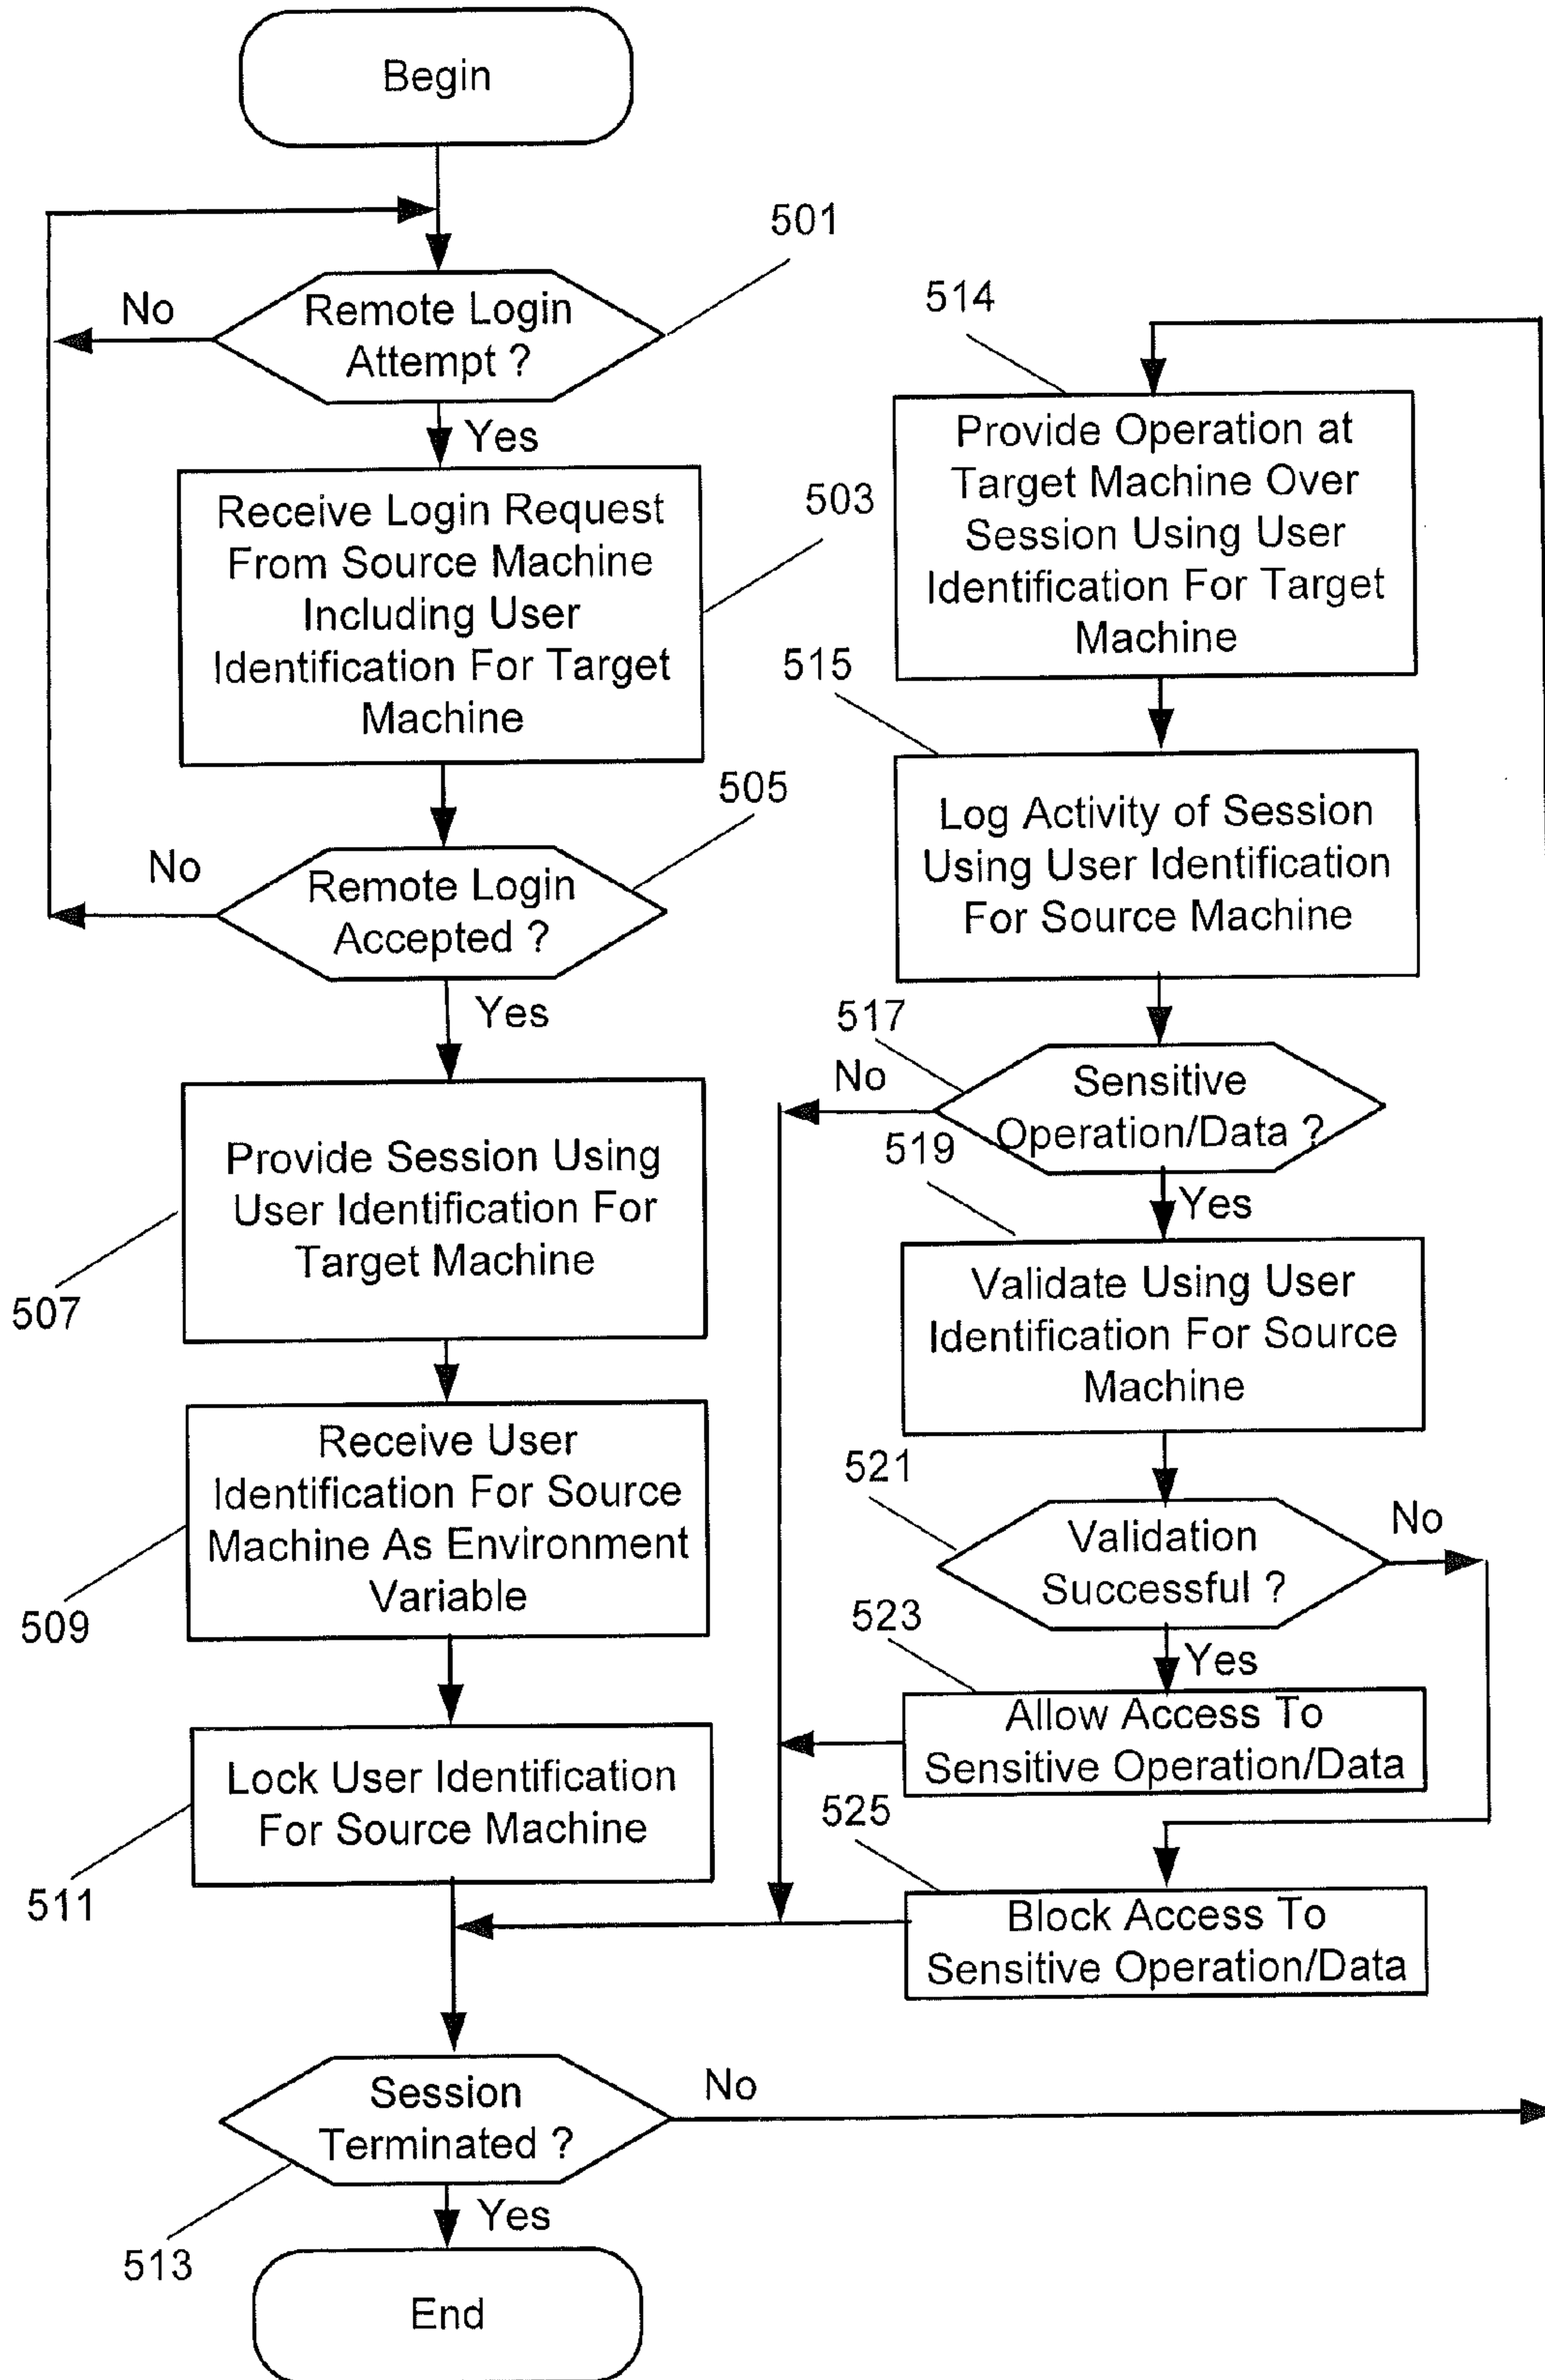 Begin
501
Remote Login
Attempt ?
No
Yes
Receive Login Request
From Source Machine
Including User
Identification For Target
Machine
503
505
Remote Login
Accepted ?
No
Yes
Provide Session Using
User Identification For
Target Machine
507
Receive User
Identification For Source
Machine As Environment
Variable
509
Lock User Identification
For Source Machine
511
Session
Terminated ?
No
Yes
513
End
514
Provide Operation at
Target Machine Over
Session Using User
Identification For Target
Machine
515
Log Activity of Session
Using User Identification
For Source Machine
517
No
Sensitive
Operation/Data ?
519
Yes
Validate Using User
Identification For Source
Machine
521
Validation
Successful ?
No
523
Yes
Allow Access To
Sensitive Operation/Data
525
Block Access To
Sensitive Operation/Data